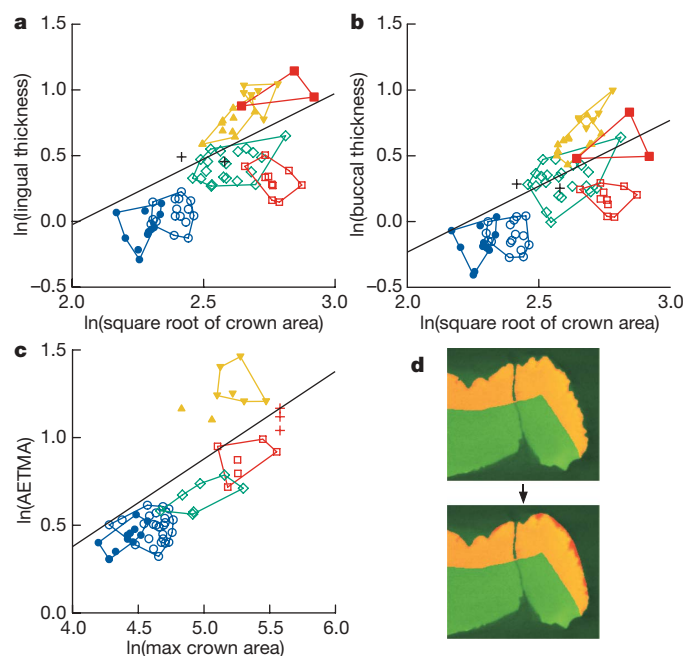 a
b
1.5
1.0
0.5
0.0
−0.5
ln(lingual thickness)
2.0
2.5
3.0
ln(square root of crown area)
1.5
1.0
0.5
0.0
−0.5
ln(buccal thickness)
2.0
2.5
3.0
ln(square root of crown area)
c
1.5
1.0
0.5
0.0
ln(AETMA)
4.0
4.5
5.0
5.5
6.0
ln(max crown area)
d